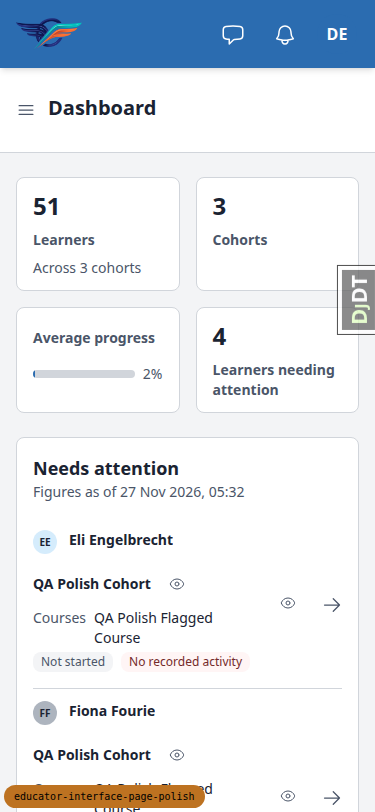 DE
Dashboard
51
Learners
Across 3 cohorts
3
Cohorts
DJDT
Average progress
2%
4
Learners needing
attention
Needs attention
Figures as of 27 Nov 2026, 05:32
EE
Eli Engelbrecht
QA Polish Cohort
Courses
QA Polish Flagged
Course
Not started
No recorded activity
FF
Fiona Fourie
QA Polish Cohort
educator-interface-page-polish